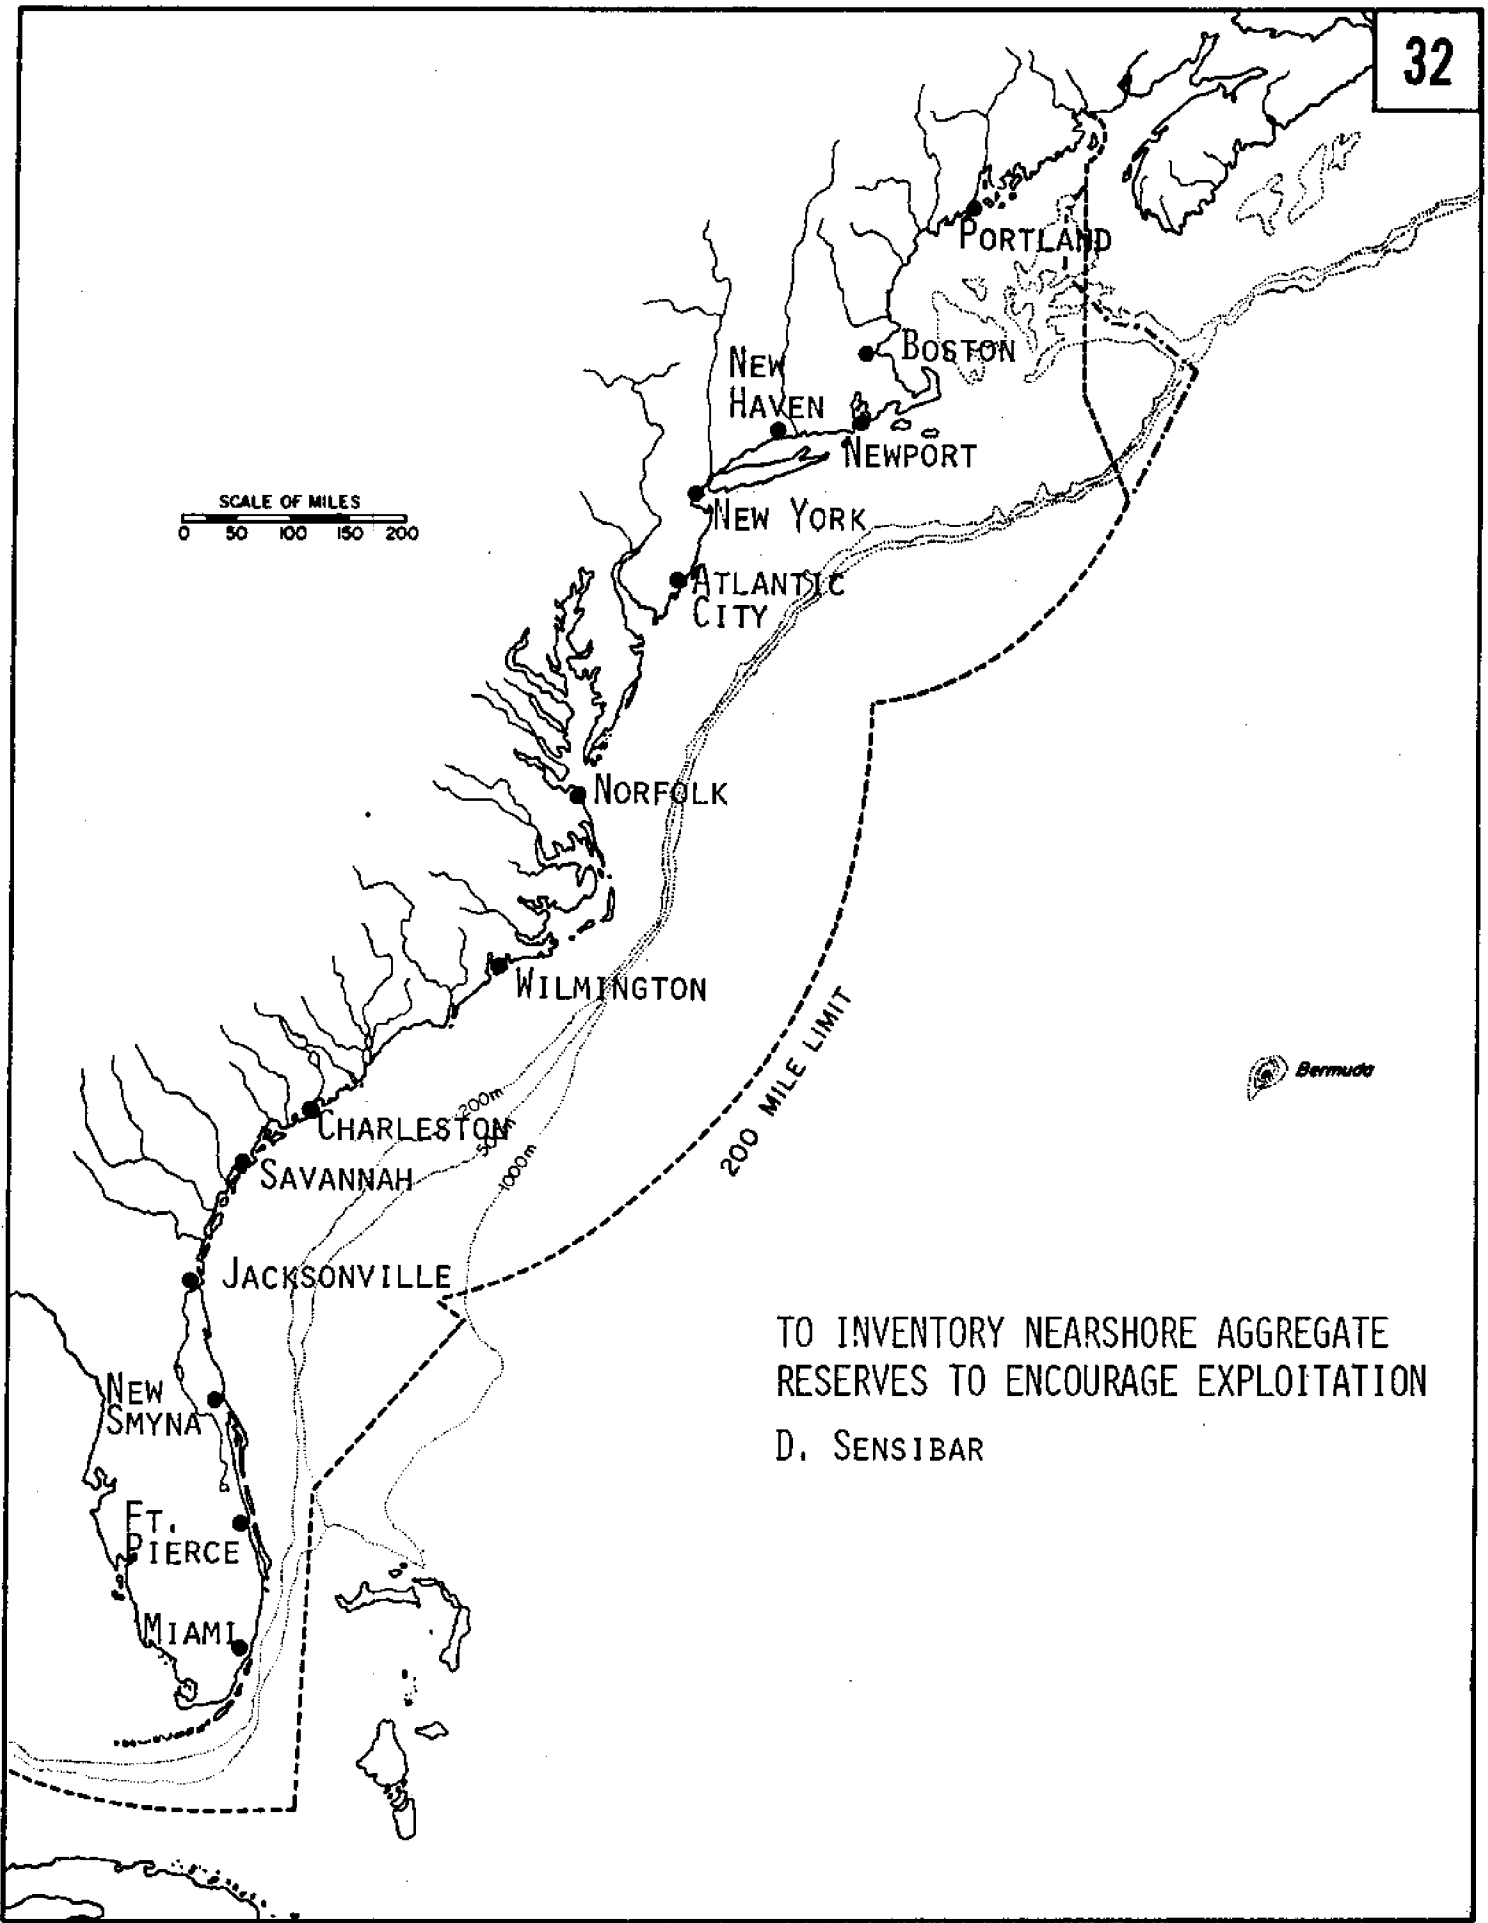 32
PORTLAND
BOSTON
NEW
HAVEN
NEWPORT
SCALE OF MILES
0 50 100 150 200
NEW YORK
ATLANTIC
CITY
NORFOLK
WILMINGTON
200 MILE LIMIT
Bermuda
200m
CHARLESTON
500m
1000m
SAVANNAH
JACKSONVILLE
TO INVENTORY NEARSHORE AGGREGATE
RESERVES TO ENCOURAGE EXPLOITATION
D. SENSIBAR
NEW
SMYNA
FT.
PIERCE
MIAMI